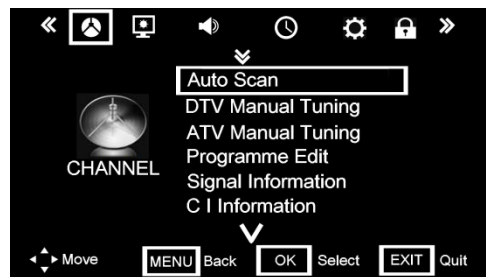 Auto Scan
DTV Manual Tuning
ATV Manual Tuning
Programme Edit
Signal Information
C I Information
CHANNEL
Move MENU Back OK Select EXIT Quit